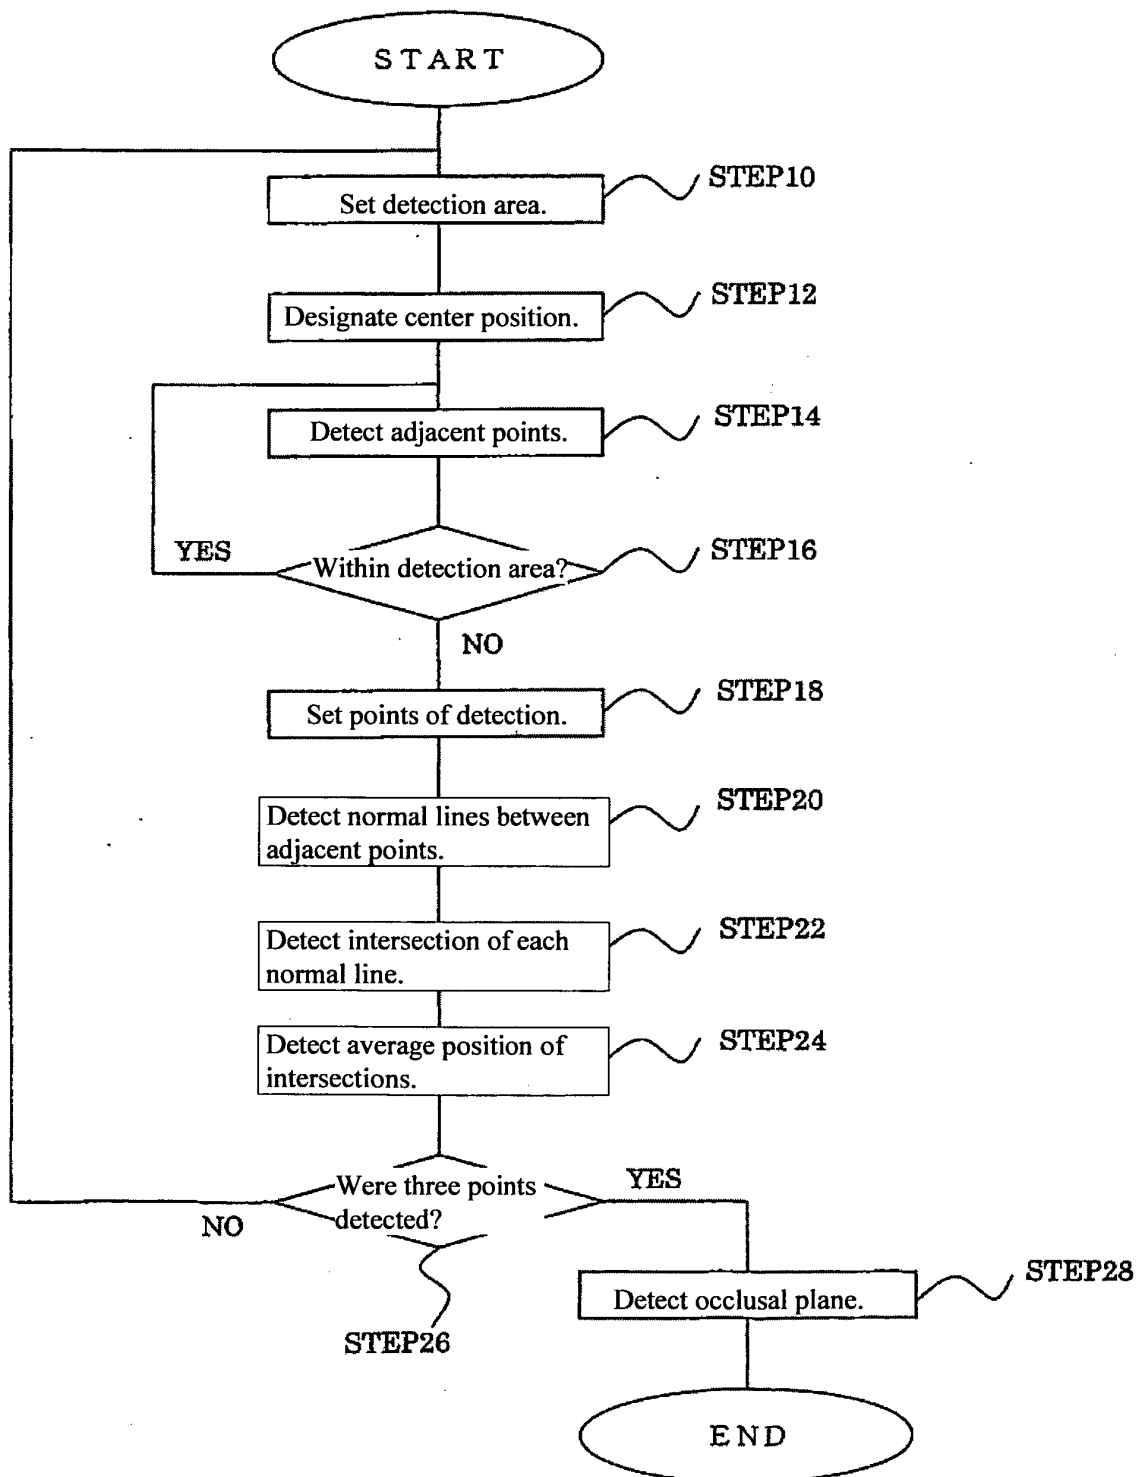 START
STEP10
Set detection area.
STEP12
Designate center position.
STEP14
Detect adjacent points.
YES
STEP16
Within detection area?
NO
STEP18
Set points of detection.
STEP20
Detect normal lines between
adjacent points.
STEP22
Detect intersection of each
normal line.
STEP24
Detect average position of
intersections.
Were three points
detected?
YES
NO
STEP28
Detect occlusal plane.
STEP26
END